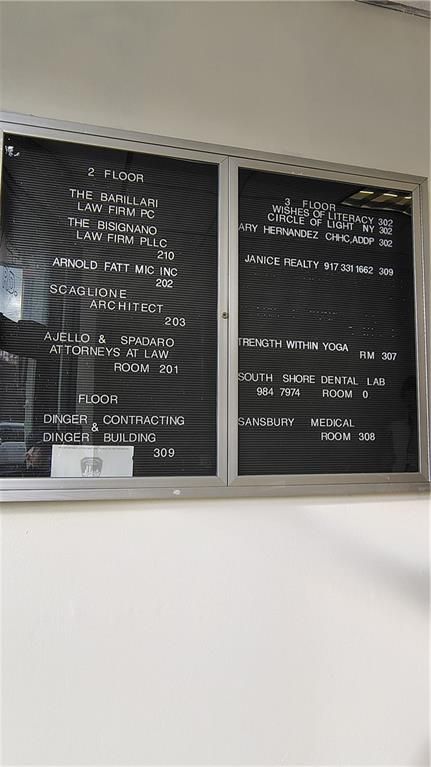 2 FLOOR
THE BARILLARI
LAW FIRM PC
THE BISIGNANO
LAW FIRM PLLC
210
ARNOLD FATT MIC INC
202
SCAGLIONE
ARCHITECT
203
AJELLO & SPADARO
ATTORNEYS AT LAW
ROOM 201
FLOOR
DINGER CONTRACTING
&
DINGER BUILDING
309
3 FLOOR
WISHES OF LITERACY 302
CIRCLE OF LIGHT NY 302
ARY HERNANDEZ CHHC,ADDP 302
JANICE REALTY 917 331 1662 309
TRENGTH WITHIN YOGA
RM 307
SOUTH SHORE DENTAL LAB
984 7974 ROOM 0
SANSBURY MEDICAL
ROOM 308